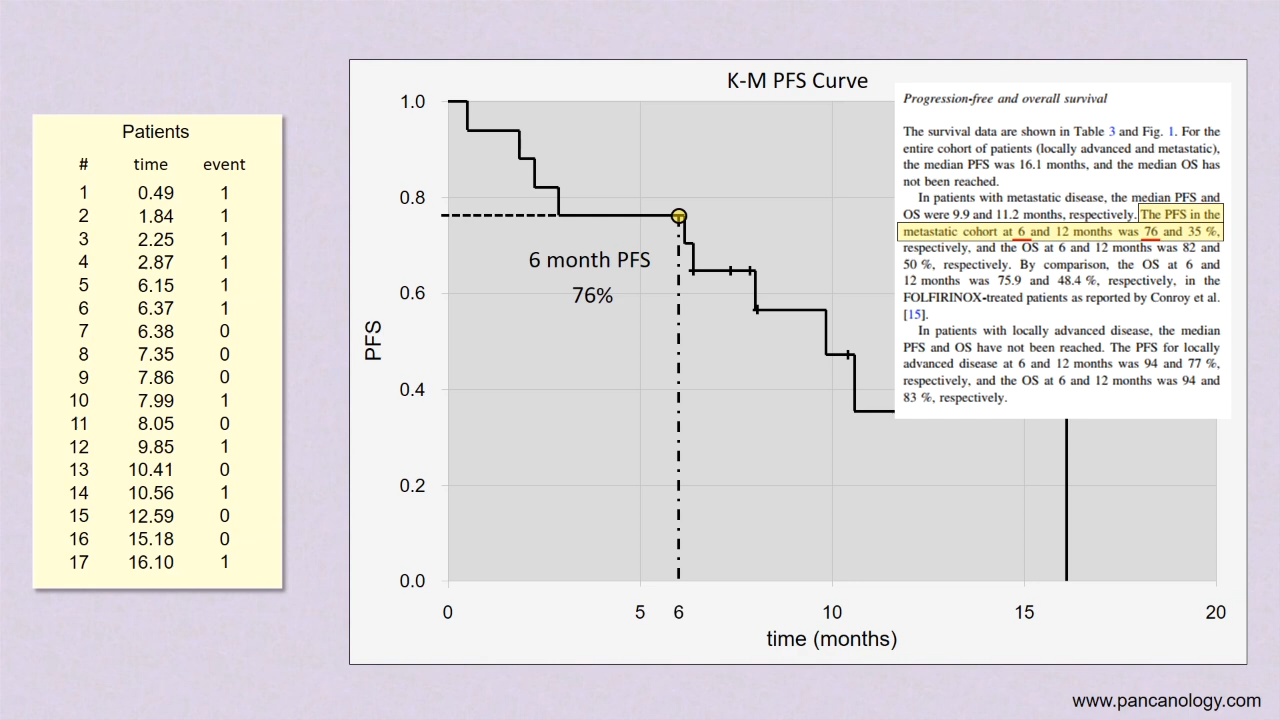 Patients
# time event
1 0.49 1
2 1.84 1
3 2.25 1
4 2.87 1
5 6.15 1
6 6.37 1
7 6.38 0
8 7.35 0
9 7.86 0
10 7.99 1
11 8.05 0
12 9.85 1
13 10.41 0
14 10.56 1
15 12.59 0
16 15.18 0
17 16.10 1
K-M PFS Curve
1.0
0.8
0.6
0.4
0.2
0.0
PFS
6 month PFS
76%
0 5 6 10 15 20
time (months)
Progression-free and overall survival
The survival data are shown in Table 3 and Fig. 1. For the
entire cohort of patients (locally advanced and metastatic),
the median PFS was 16.1 months, and the median OS has
not been reached.
In patients with metastatic disease, the median PFS and
OS were 9.9 and 11.2 months, respectively. The PFS in the
metastatic cohort at 6 and 12 months was 76 and 35 %,
respectively, and the OS at 6 and 12 months was 82 and
50 %, respectively. By comparison, the OS at 6 and
12 months was 75.9 and 48.4 %, respectively, in the
FOLFIRINOX-treated patients as reported by Conroy et al.
[15].
In patients with locally advanced disease, the median
PFS and OS have not been reached. The PFS for locally
advanced disease at 6 and 12 months was 94 and 77 %,
respectively, and the OS at 6 and 12 months was 94 and
83 %, respectively.
www.pancanology.com